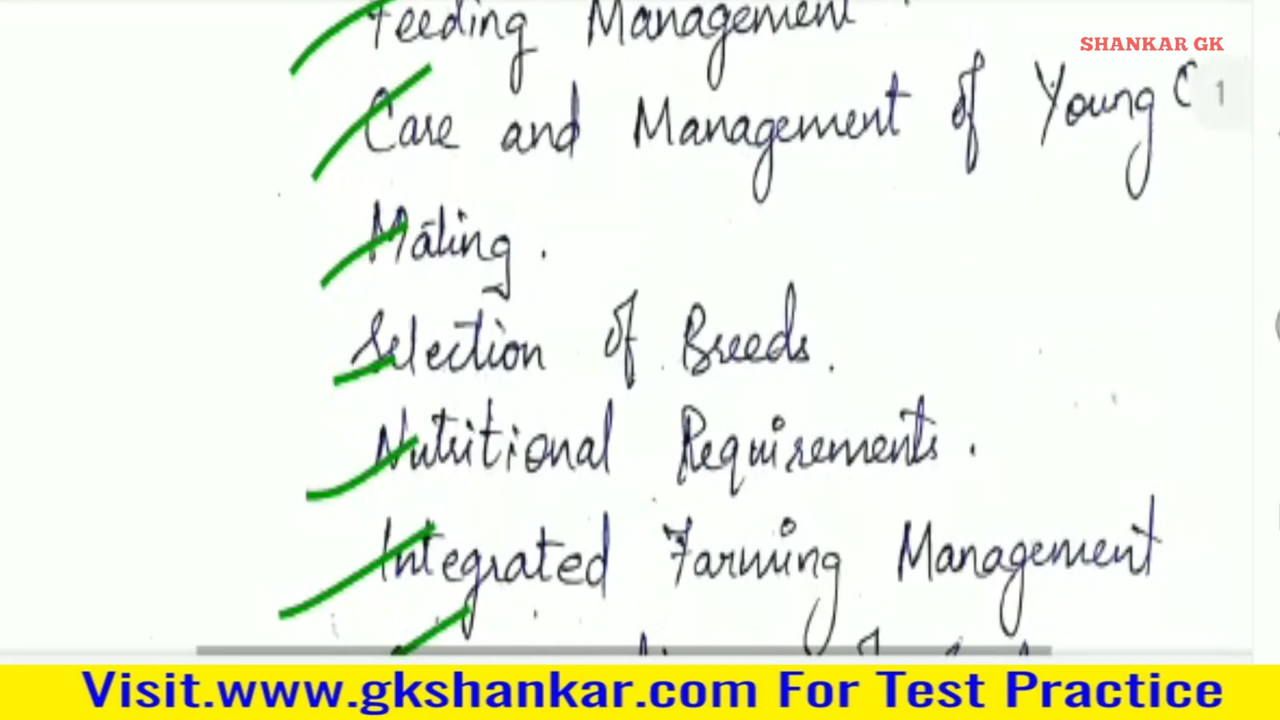 Feeding Management
SHANKAR GK
Care and Management of Young C
1
Mating.
Selection of Breeds.
Nutritional Requirements.
Integrated Farming Management
Visit.www.gkshankar.com For Test Practice